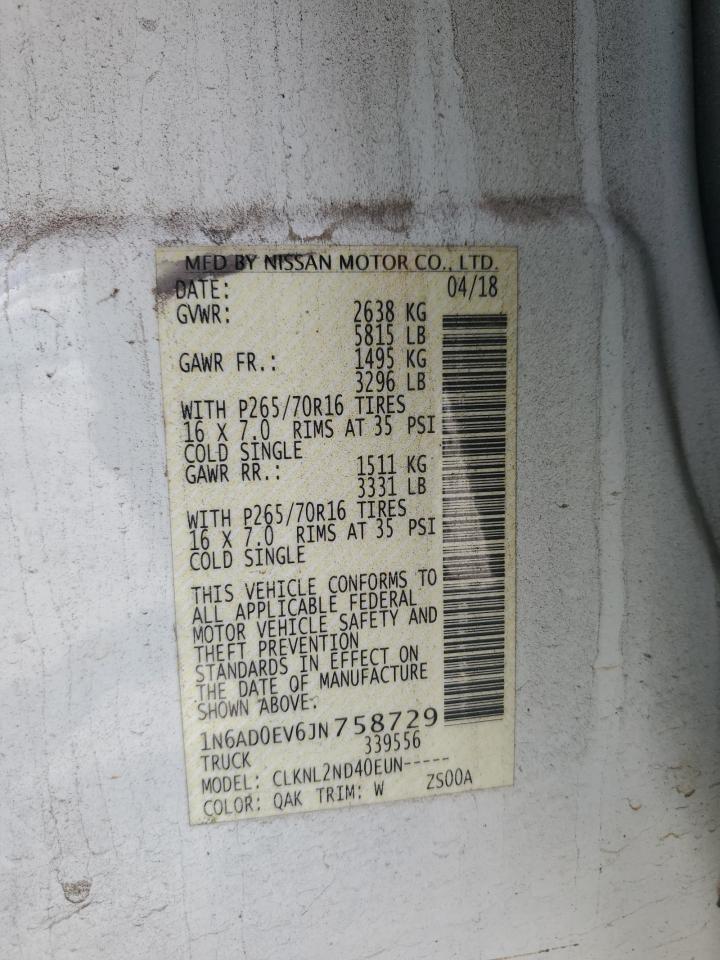 MFD BY NISSAN MOTOR CO., LTD.
DATE: 04/18
GVWR: 2638 KG
5815 LB
GAWR FR.: 1495 KG
3296 LB
WITH P265/70R16 TIRES
16 X 7.0 RIMS AT 35 PSI
COLD SINGLE
GAWR RR.: 1511 KG
3331 LB
WITH P265/70R16 TIRES
16 X 7.0 RIMS AT 35 PSI
COLD SINGLE
THIS VEHICLE CONFORMS TO
ALL APPLICABLE FEDERAL
MOTOR VEHICLE SAFETY AND
THEFT PREVENTION
STANDARDS IN EFFECT ON
THE DATE OF MANUFACTURE
SHOWN ABOVE.
1N6AD0EV6JN758729
TRUCK 339556
MODEL: CLKNL2ND40EUN-----
COLOR: QAK TRIM: W ZS00A